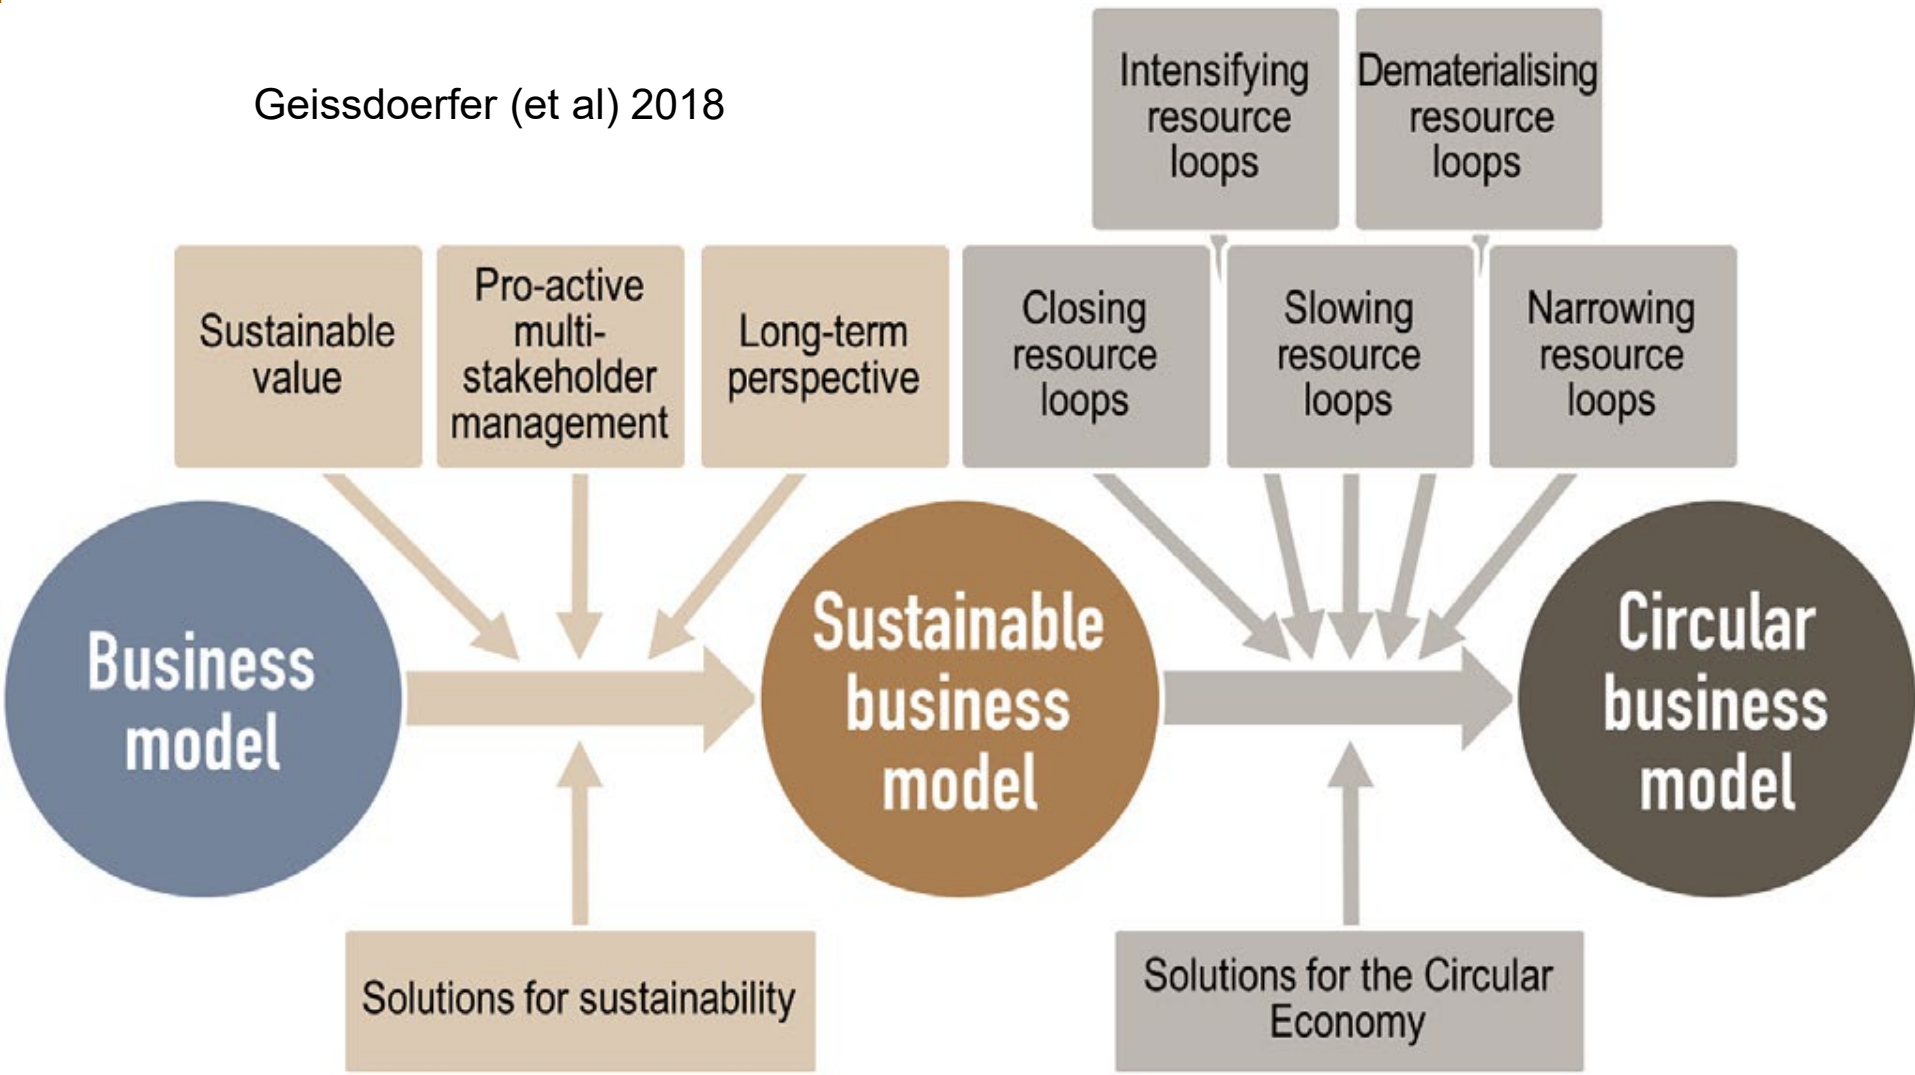 Geissdoerfer (et al) 2018
Intensifying
resource
loops
Dematerialising
resource
loops
Sustainable
value
Pro-active
multi-
stakeholder
management
Long-term
perspective
Closing
resource
loops
Slowing
resource
loops
Narrowing
resource
loops
Business
model
Sustainable
business
model
Circular
business
model
Solutions for sustainability
Solutions for the Circular
Economy